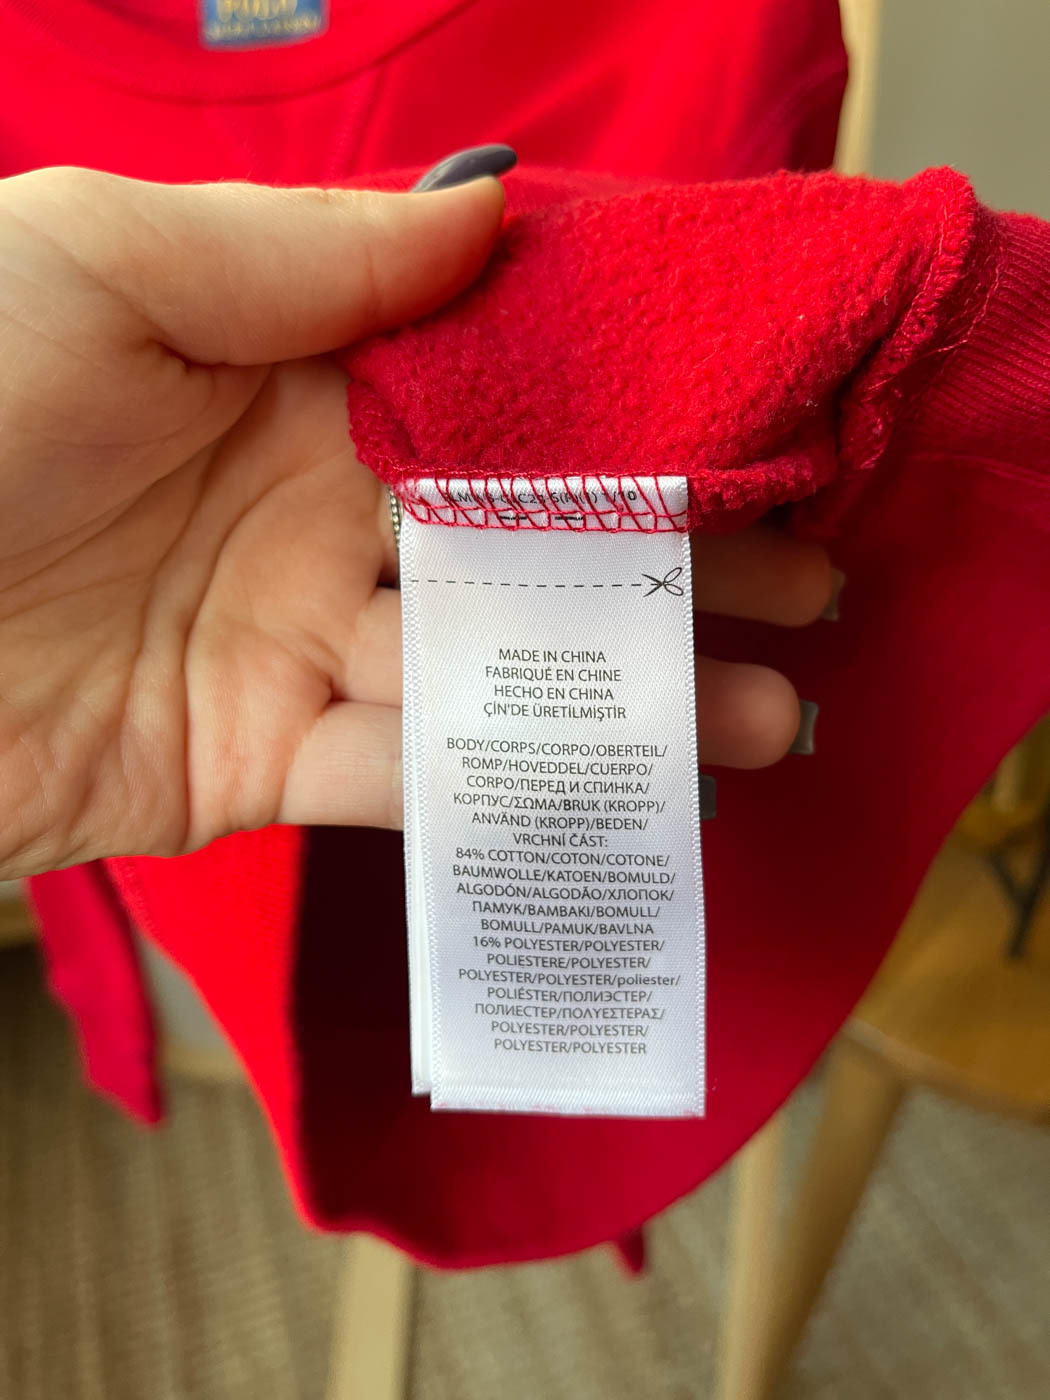 POLO
MADE IN CHINA
FABRIQUÉ EN CHINE
HECHO EN CHINA
ÇİN'DE ÜRETİLMİŞTİR
BODY/CORPS/CORPO/OBERTEIL/
ROMP/HOVEDDEL/CUERPO/
CORPO/ПЕРЕД И СПИНКА/
КОРПУС/ΣΩΜΑ/BRUK (KROPP)/
ANVÄND (KROPP)/BEDEN/
VRCHNÍ ČÁST:
84% COTTON/COTON/COTONE/
BAUMWOLLE/KATOEN/BOMULD/
ALGODÓN/ALGODÃO/ХЛОПОК/
ПАМУК/ΒΑΜΒΑΚΙ/BOMULL/
BOMULL/PAMUK/BAVLNA
16% POLYESTER/POLYESTER/
POLIESTERE/POLYESTER/
POLYESTER/POLYESTER/poliester/
POLIÉSTER/ПОЛИЭСТЕР/
ПОЛИЕСТЕР/ΠΟΛΥΕΣΤΕΡΑΣ/
POLYESTER/POLYESTER/
POLYESTER/POLYESTER